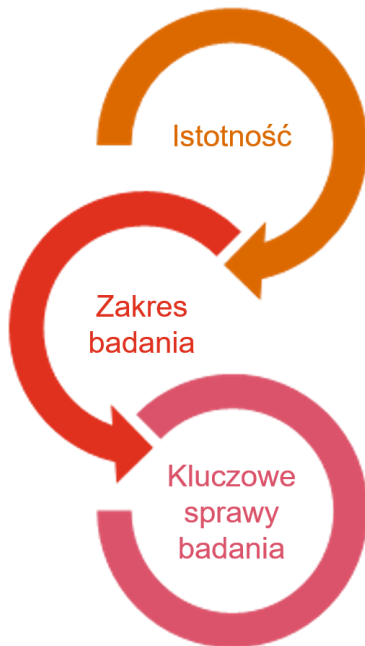 Istotność
Zakres
badania
Kluczowe
sprawy
badania